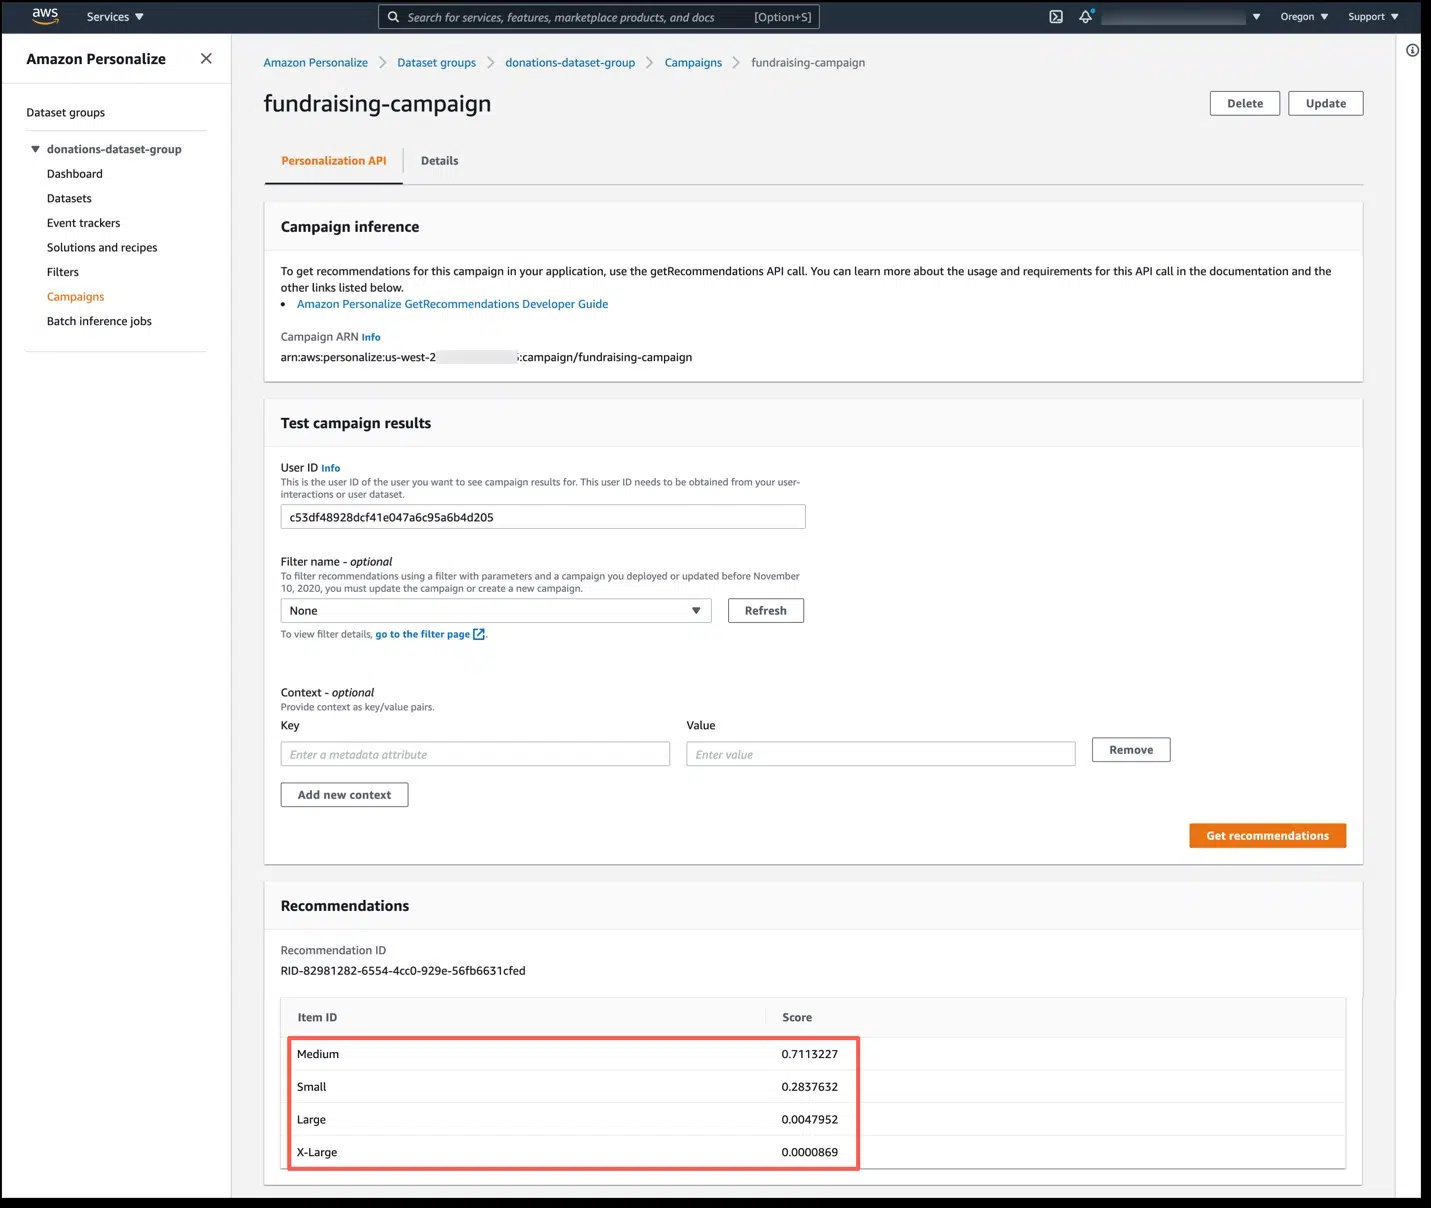 aws
Services
Search for services, features, marketplace products, and docs [Option+S]
Oregon
Support
Amazon Personalize
Dataset groups
donations-dataset-group
Dashboard
Datasets
Event trackers
Solutions and recipes
Filters
Campaigns
Batch inference jobs
Amazon Personalize > Dataset groups > donations-dataset-group > Campaigns > fundraising-campaign
fundraising-campaign
Delete
Update
Personalization API
Details
Campaign inference
To get recommendations for this campaign in your application, use the getRecommendations API call. You can learn more about the usage and requirements for this API call in the documentation and the
other links listed below.
• Amazon Personalize GetRecommendations Developer Guide
Campaign ARN Info
arn:aws:personalize:us-west-2 :campaign/fundraising-campaign
Test campaign results
User ID Info
This is the user ID of the user you want to see campaign results for. This user ID needs to be obtained from your user-
interactions or user dataset.
c53df48928dcf41e047a6c95a6b4d205
Filter name - optional
To filter recommendations using a filter with parameters and a campaign you deployed or updated before November
10, 2020, you must update the campaign or create a new campaign.
None
Refresh
To view filter details, go to the filter page.
Context - optional
Provide context as key/value pairs.
Key
Value
Enter a metadata attribute
Enter value
Remove
Add new context
Get recommendations
Recommendations
Recommendation ID
RID-82981282-6554-4cc0-929e-56fb6631cfed
Item ID Score
Medium 0.7113227
Small 0.2837632
Large 0.0047952
X-Large 0.0000869